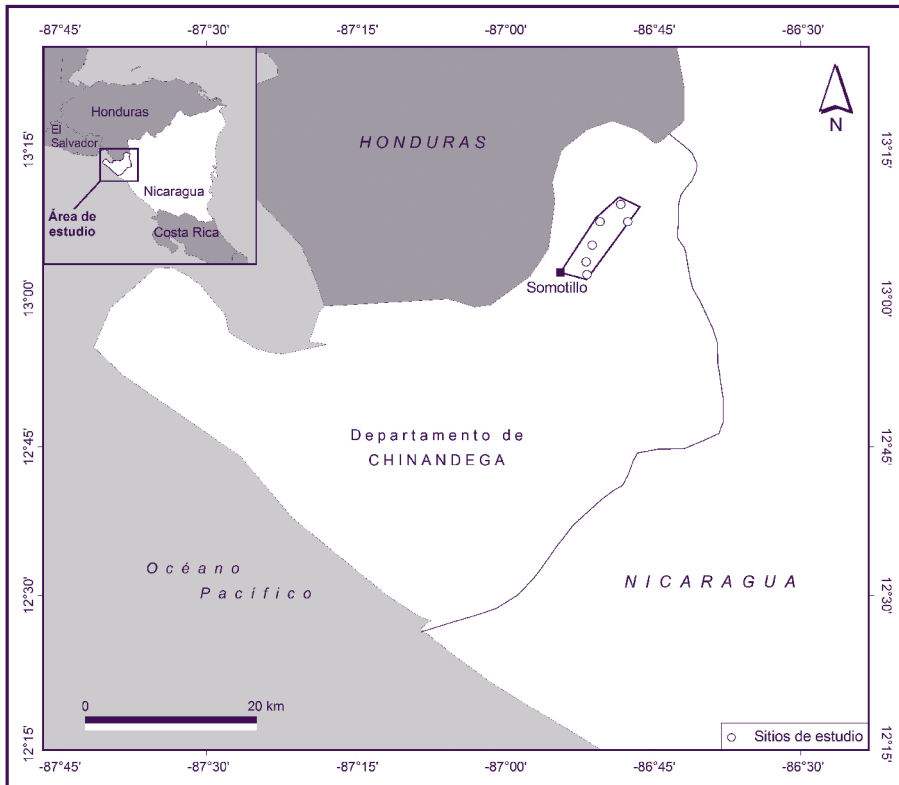 -87°45' -87°30' -87°15' -87°00' -86°45' -86°30'
Honduras
El
Salvador
Nicaragua
Área de
estudio
Costa Rica
HONDURAS
N
13°15' 13°15'
Somotillo
13°00' 13°00'
Departamento de
CHINANDEGA
12°45' 12°45'
Océano
Pacífico
NICARAGUA
12°30' 12°30'
0 20 km
Sitios de estudio
12°15' 12°15'
-87°45' -87°30' -87°15' -87°00' -86°45' -86°30'